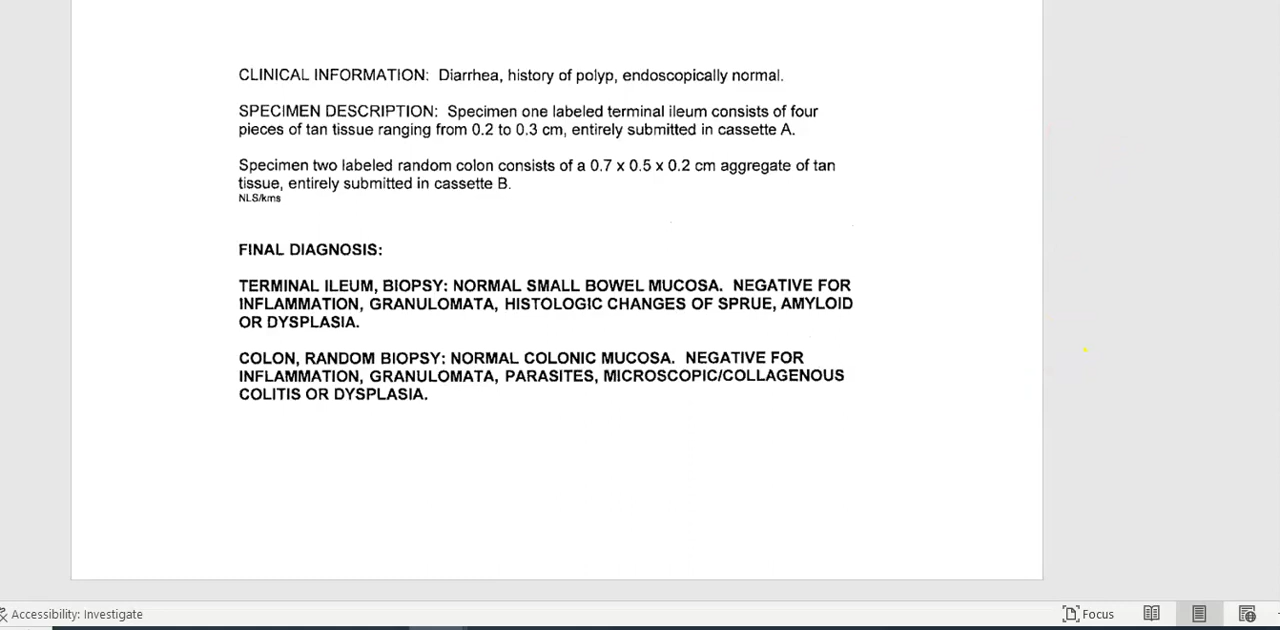 CLINICAL INFORMATION: Diarrhea, history of polyp, endoscopically normal.
SPECIMEN DESCRIPTION: Specimen one labeled terminal ileum consists of four
pieces of tan tissue ranging from 0.2 to 0.3 cm, entirely submitted in cassette A.
Specimen two labeled random colon consists of a 0.7 x 0.5 x 0.2 cm aggregate of tan
tissue, entirely submitted in cassette B.
NLS/kms
FINAL DIAGNOSIS:
TERMINAL ILEUM, BIOPSY: NORMAL SMALL BOWEL MUCOSA. NEGATIVE FOR
INFLAMMATION, GRANULOMATA, HISTOLOGIC CHANGES OF SPRUE, AMYLOID
OR DYSPLASIA.
COLON, RANDOM BIOPSY: NORMAL COLONIC MUCOSA. NEGATIVE FOR
INFLAMMATION, GRANULOMATA, PARASITES, MICROSCOPIC/COLLAGENOUS
COLITIS OR DYSPLASIA.
Accessibility: Investigate
Focus